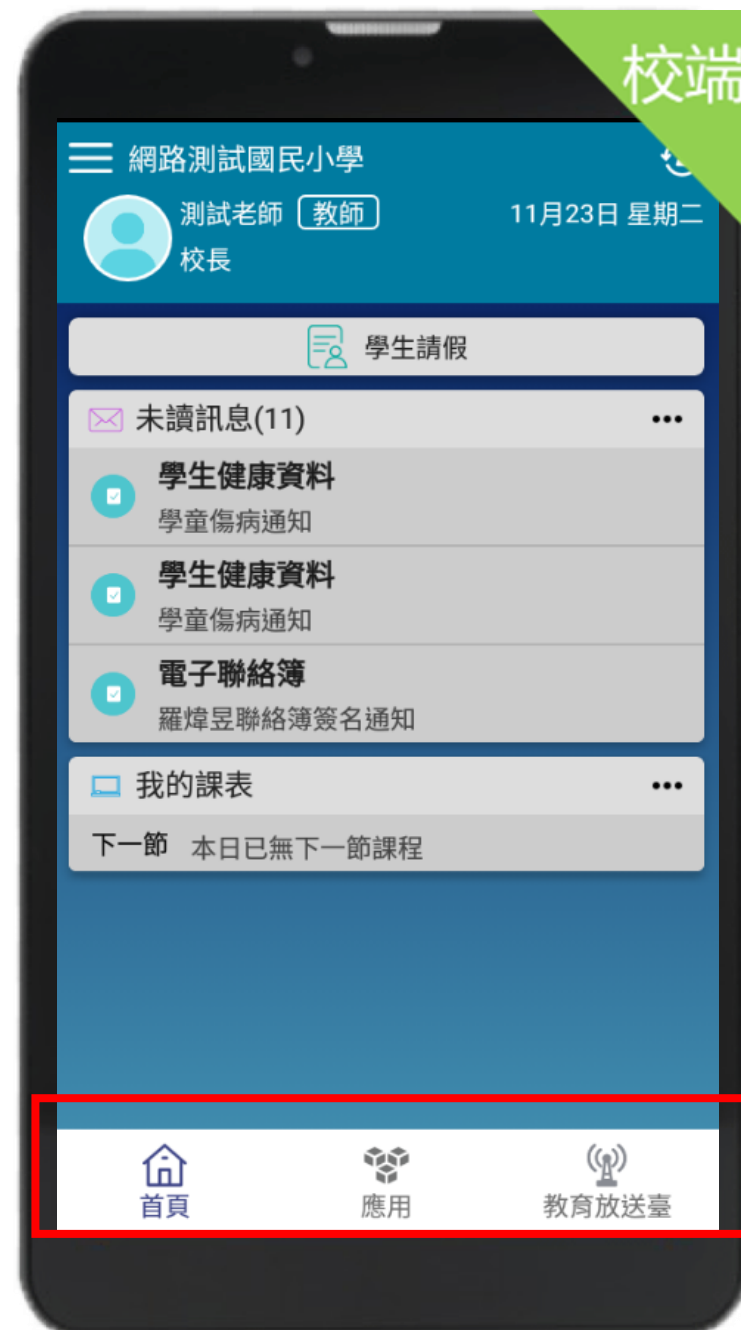 校端
網路測試國民小學
測試老師 教師 11月23日 星期二
校長
學生請假
未讀訊息(11)
學生健康資料
學童傷病通知
學生健康資料
學童傷病通知
電子聯絡簿
羅煒昱聯絡簿簽名通知
我的課表
下一節 本日已無下一節課程
首頁 應用 教育放送臺